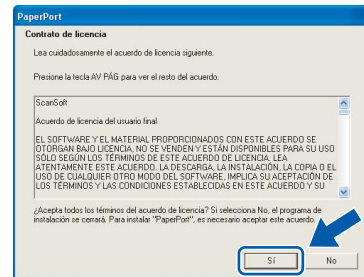 PaperPort
Contrato de licencia
Lea cuidadosamente el acuerdo de licencia siguiente.
Presione la tecla AV PÁG para ver el resto del acuerdo.
ScanSoft
Acuerdo de licencia del usuario final
EL SOFTWARE Y EL MATERIAL PROPORCIONADOS CON ESTE ACUERDO SE
OTORGAN BAJO LICENCIA, NO SE VENDEN Y ESTÁN DISPONIBLES PARA SU USO
SÓLO SEGÚN LOS TÉRMINOS DE ESTE ACUERDO DE LICENCIA. LEA
ATENTAMENTE ESTE ACUERDO. LA DESCARGA, LA INSTALACIÓN, LA COPIA O EL
USO DE CUALQUIER OTRO MODO DEL SOFTWARE, IMPLICA SU ACEPTACIÓN DE
LOS TÉRMINOS Y LAS CONDICIONES ESTABLECIDAS EN ESTE ACUERDO Y SU
¿Acepta todos los términos del acuerdo de licencia? Si selecciona No, el programa de
instalación se cerrará. Para instalar "PaperPort", es necesario aceptar este acuerdo.
Sí
No